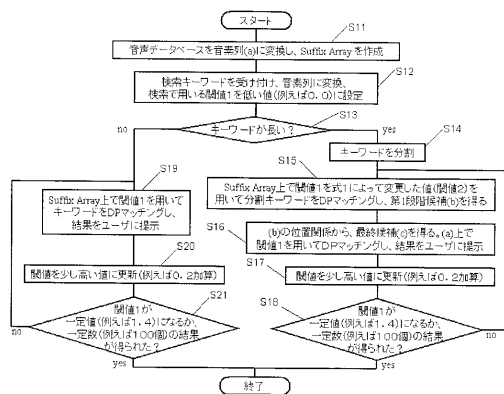 スタート
S11
音声データベースを音素列(a)に変換し、Suffix Arrayを作成
S12
検索キーワードを受け付け、音素列に変換、
検索で用いる閾値1を低い値(例えば0.0)に設定
S13
キーワードが長い?
no
yes
S14
キーワードを分割
S15
Suffix Array上で閾値1を式1によって変更した値(閾値2)を
用いて分割キーワードをDPマッチングし、第1段階候補(b)を得る
S16
(b)の位置関係から、最終候補(c)を得る。(a)上で
閾値1を用いてDPマッチングし、結果をユーザに提示
S17
閾値を少し高い値に更新(例えば0.2加算)
S18
閾値1が
一定値(例えば1.4)になるか、
一定数(例えば100個)の結果
が得られた?
no
yes
S19
Suffix Array上で閾値1を用いて
キーワードをDPマッチングし、
結果をユーザに提示
S20
閾値を少し高い値に更新(例えば0.2加算)
S21
閾値1が
一定値(例えば1.4)になるか、
一定数(例えば100個)の結果
が得られた?
no
yes
終了